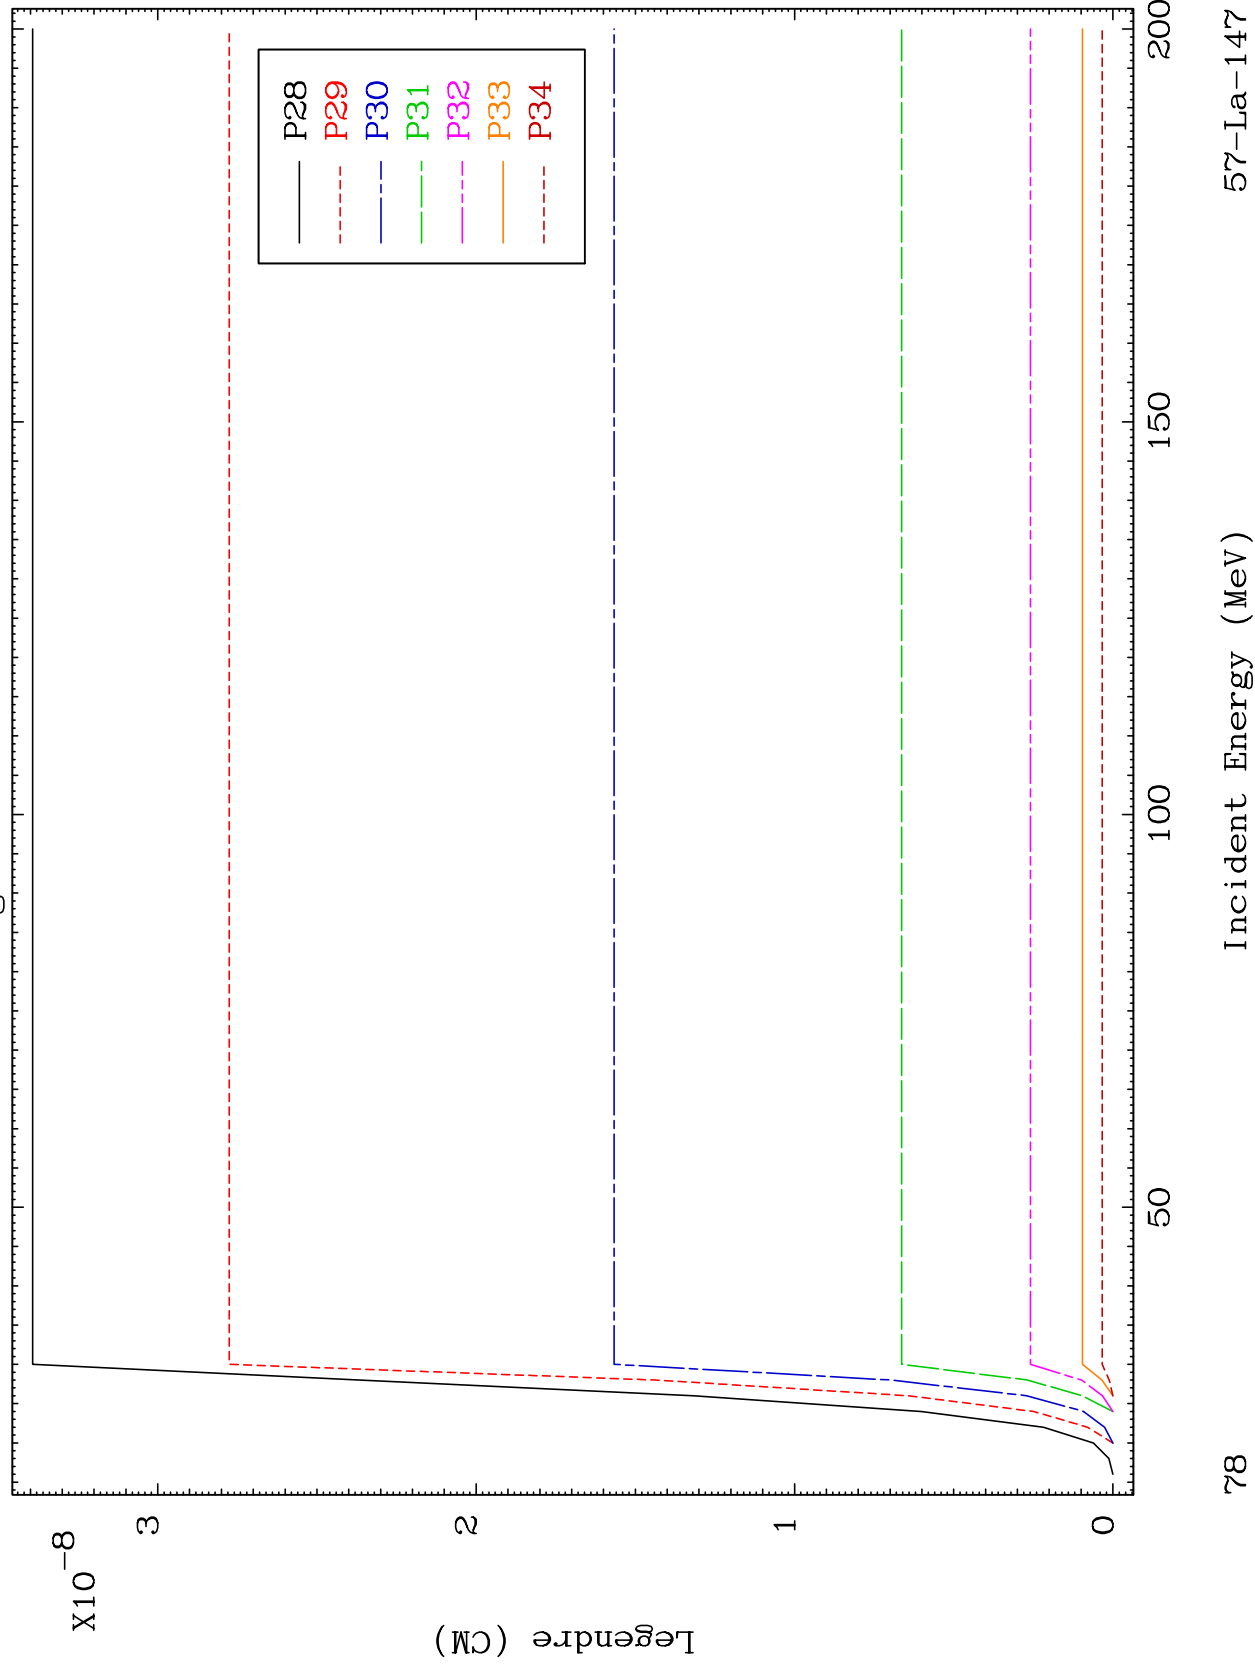 X10-8
Legendre (CM)
3
2
1
0
P28
P29
P30
P31
P32
P33
P34
50
100
150
200
Incident Energy (MeV)
78
57-La-147